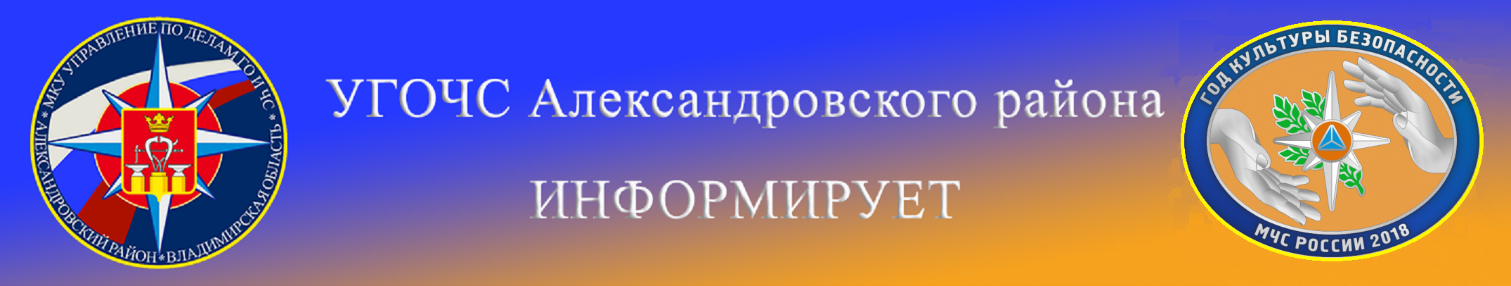 * МКУ УПРАВЛЕНИЕ ПО ДЕЛАМ ГО И ЧС *
АЛЕКСАНДРОВСКИЙ РАЙОН * ВЛАДИМИРСКАЯ ОБЛАСТЬ
УГОЧС Александровского района
ИНФОРМИРУЕТ
ГОД КУЛЬТУРЫ БЕЗОПАСНОСТИ
МЧС РОССИИ 2018